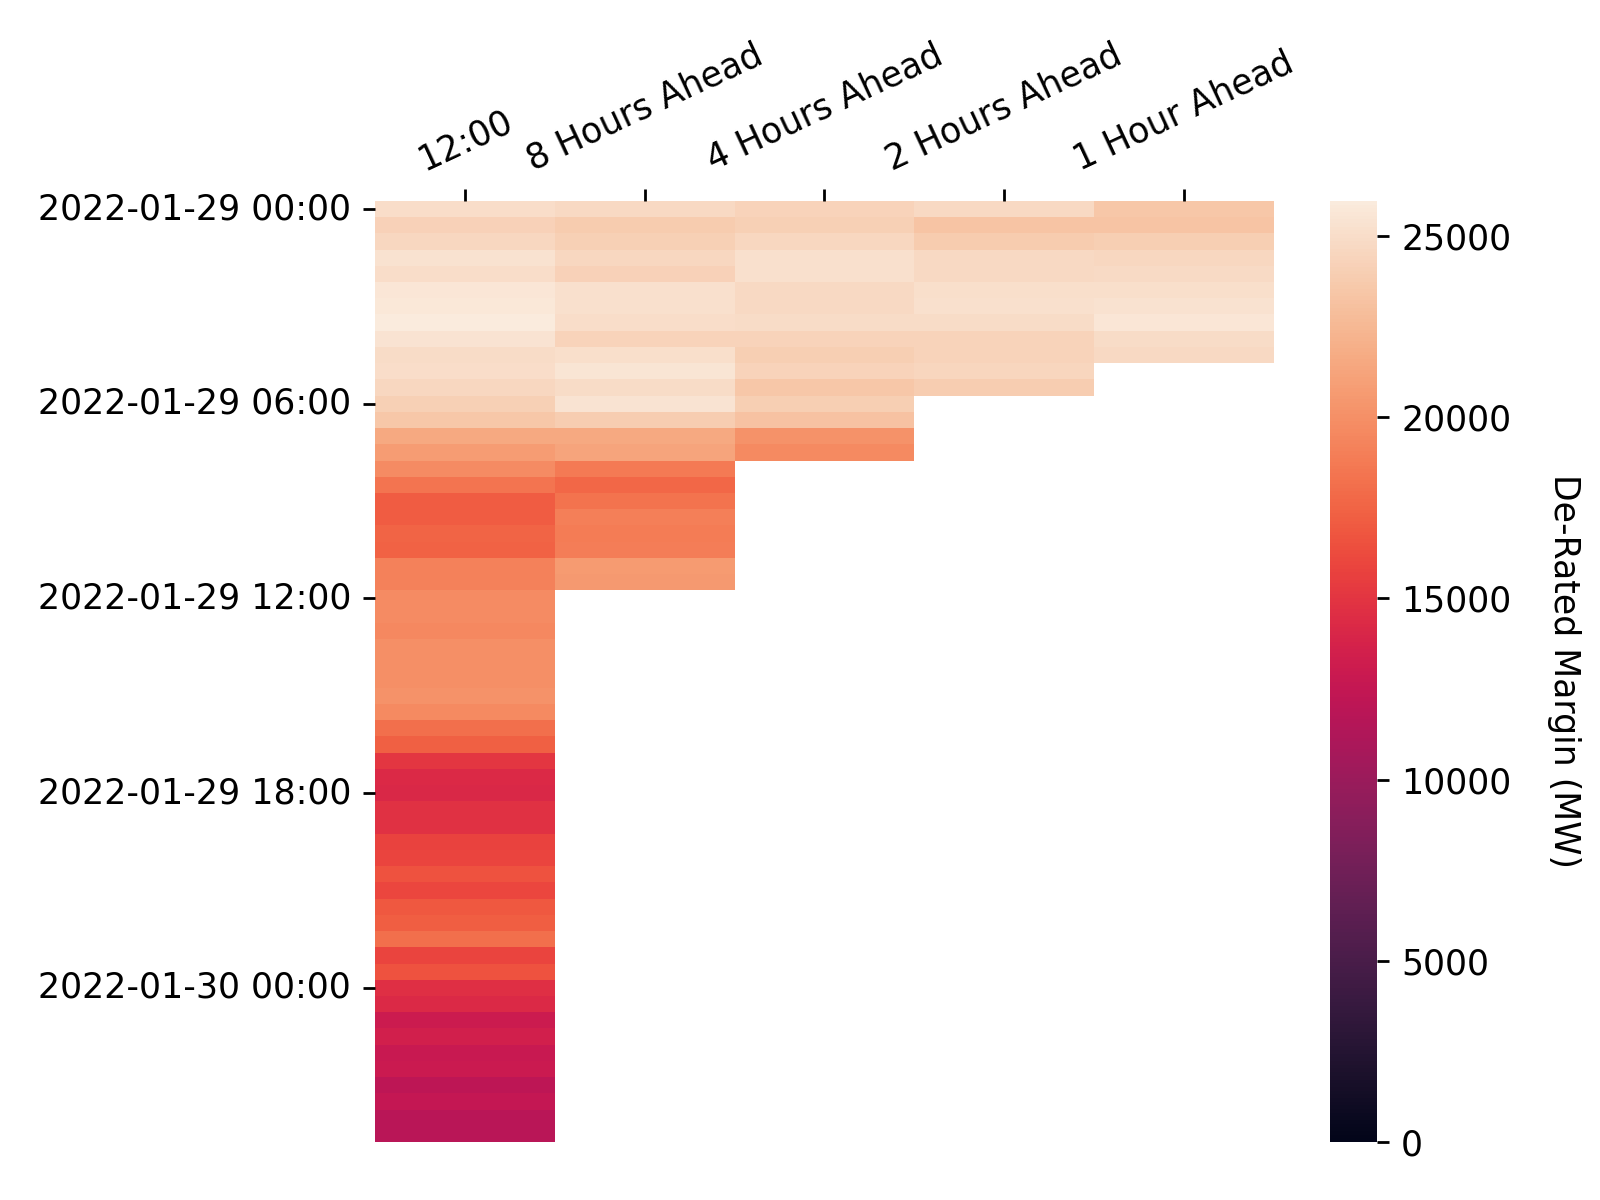 12:00
8 Hours Ahead
4 Hours Ahead
2 Hours Ahead
1 Hour Ahead
2022-01-29 00:00
2022-01-29 06:00
2022-01-29 12:00
2022-01-29 18:00
2022-01-30 00:00
25000
20000
15000
10000
5000
0
De-Rated Margin (MW)